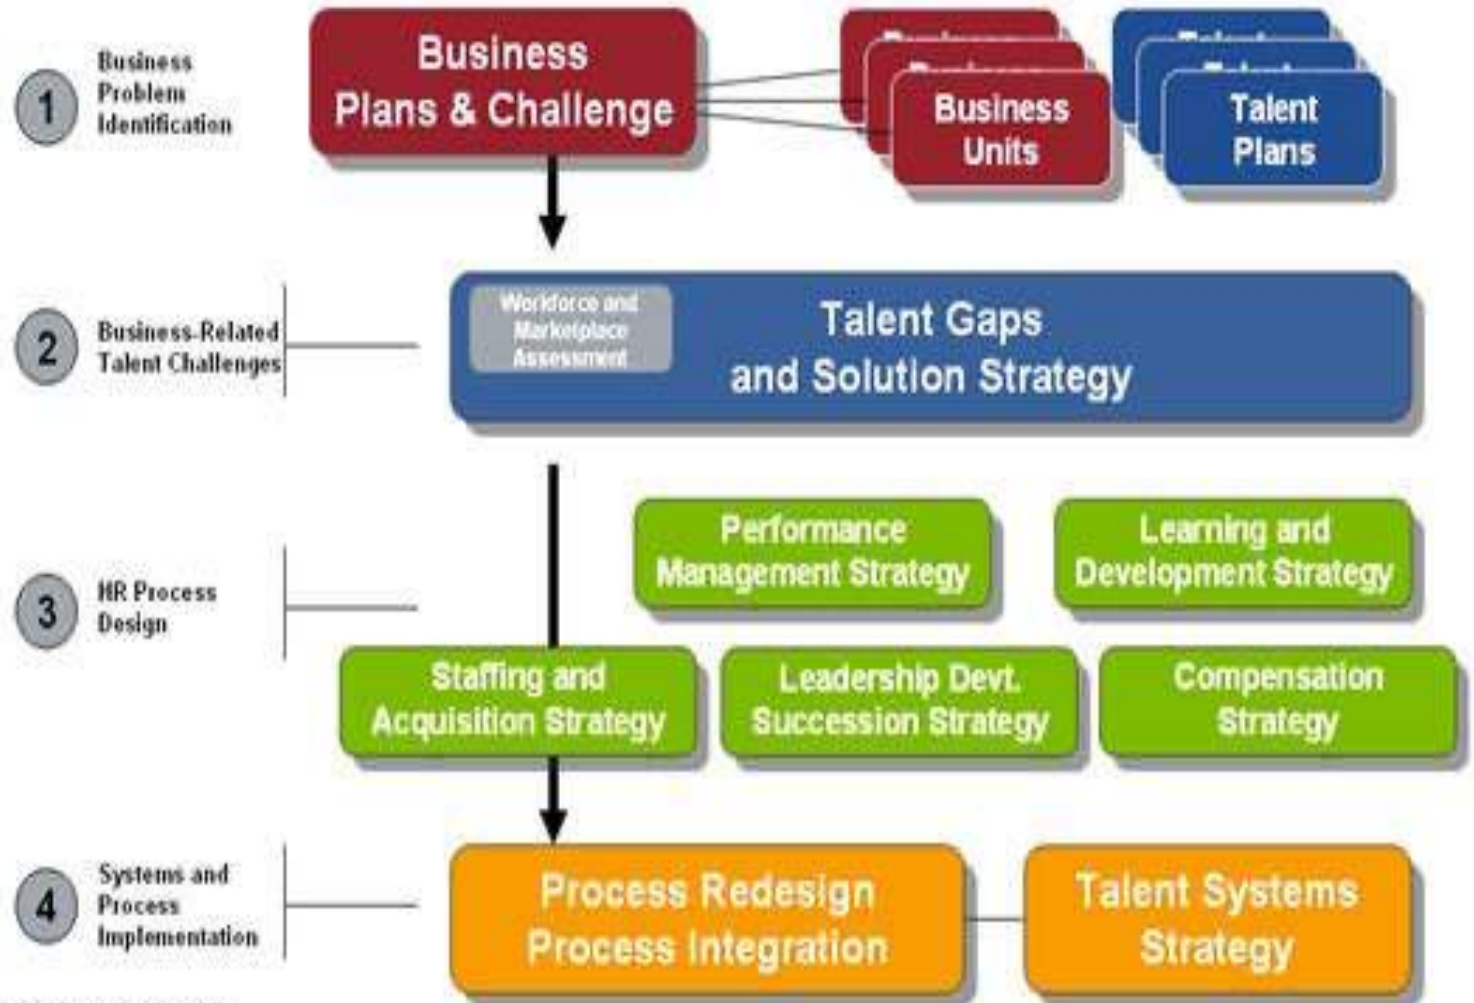 1
Business
Problem
Identification
Business
Plans & Challenge
Business
Units
Talent
Plans
2
Business-Related
Talent Challenges
Workforce and
Marketplace
Assessment
Talent Gaps
and Solution Strategy
3
HR Process
Design
Performance
Management Strategy
Learning and
Development Strategy
Staffing and
Acquisition Strategy
Leadership Devt.
Succession Strategy
Compensation
Strategy
4
Systems and
Process
Implementation
Process Redesign
Process Integration
Talent Systems
Strategy